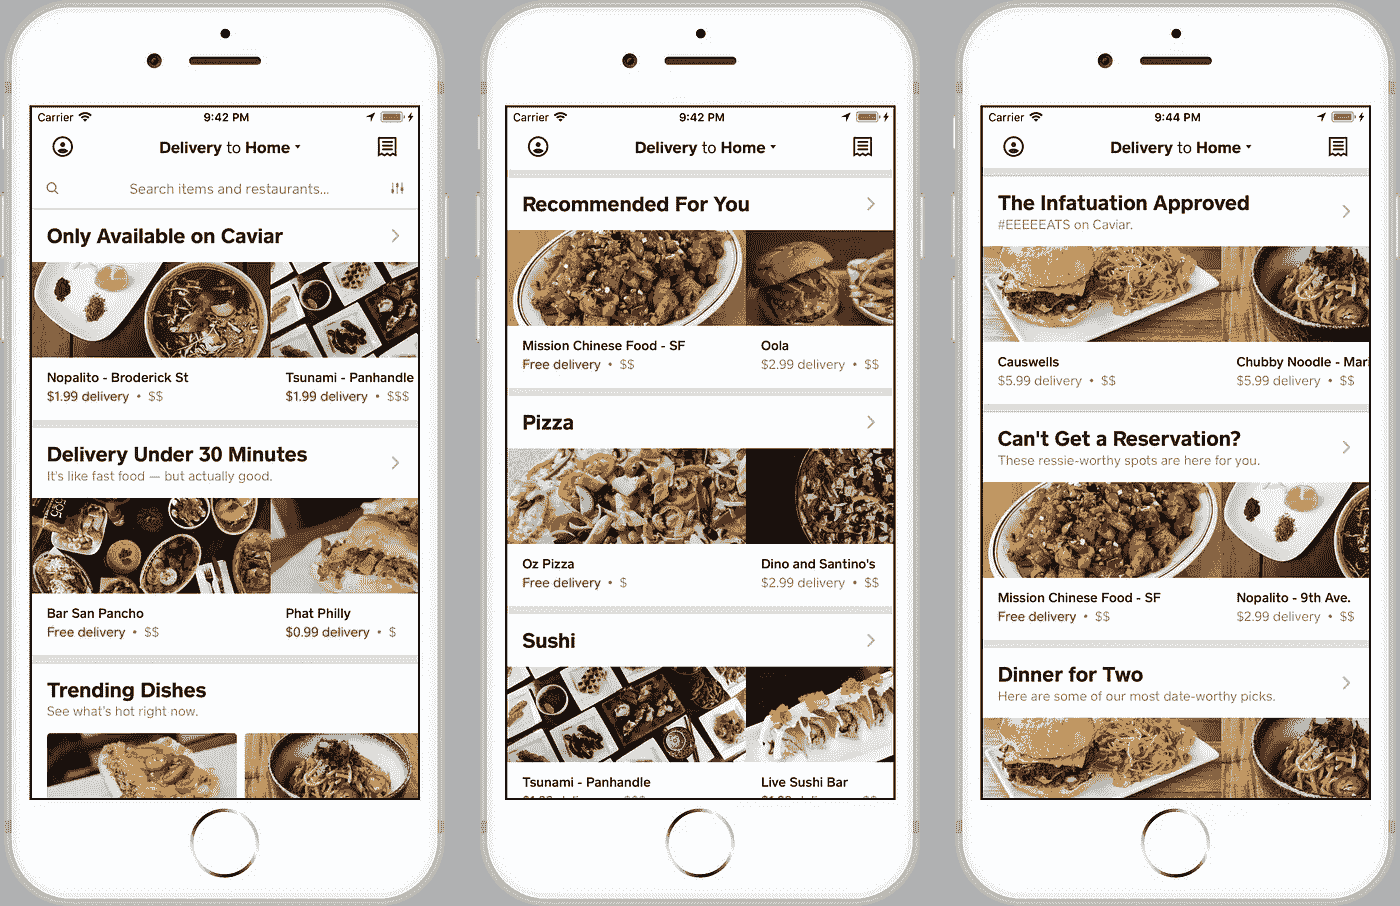 Carrier 9:42 PM
Delivery to Home
Search items and restaurants...
Only Available on Caviar
Nopalito - Broderick St
$1.99 delivery • $$
Tsunami - Panhandle
$1.99 delivery • $$$
Delivery Under 30 Minutes
It's like fast food — but actually good.
Bar San Pancho
Free delivery • $$
Phat Philly
$0.99 delivery • $
Trending Dishes
See what's hot right now.
Carrier 9:42 PM
Delivery to Home
Recommended For You
Mission Chinese Food - SF
Free delivery • $$
Oola
$2.99 delivery • $$
Pizza
Oz Pizza
Free delivery • $
Dino and Santino's
$2.99 delivery • $$
Sushi
Tsunami - Panhandle
Live Sushi Bar
Carrier 9:44 PM
Delivery to Home
The Infatuation Approved
#EEEEEATS on Caviar.
Causwells
$5.99 delivery • $$
Chubby Noodle - Mari
$5.99 delivery • $$
Can't Get a Reservation?
These ressie-worthy spots are here for you.
Mission Chinese Food - SF
Free delivery • $$
Nopalito - 9th Ave.
$2.99 delivery • $$
Dinner for Two
Here are some of our most date-worthy picks.